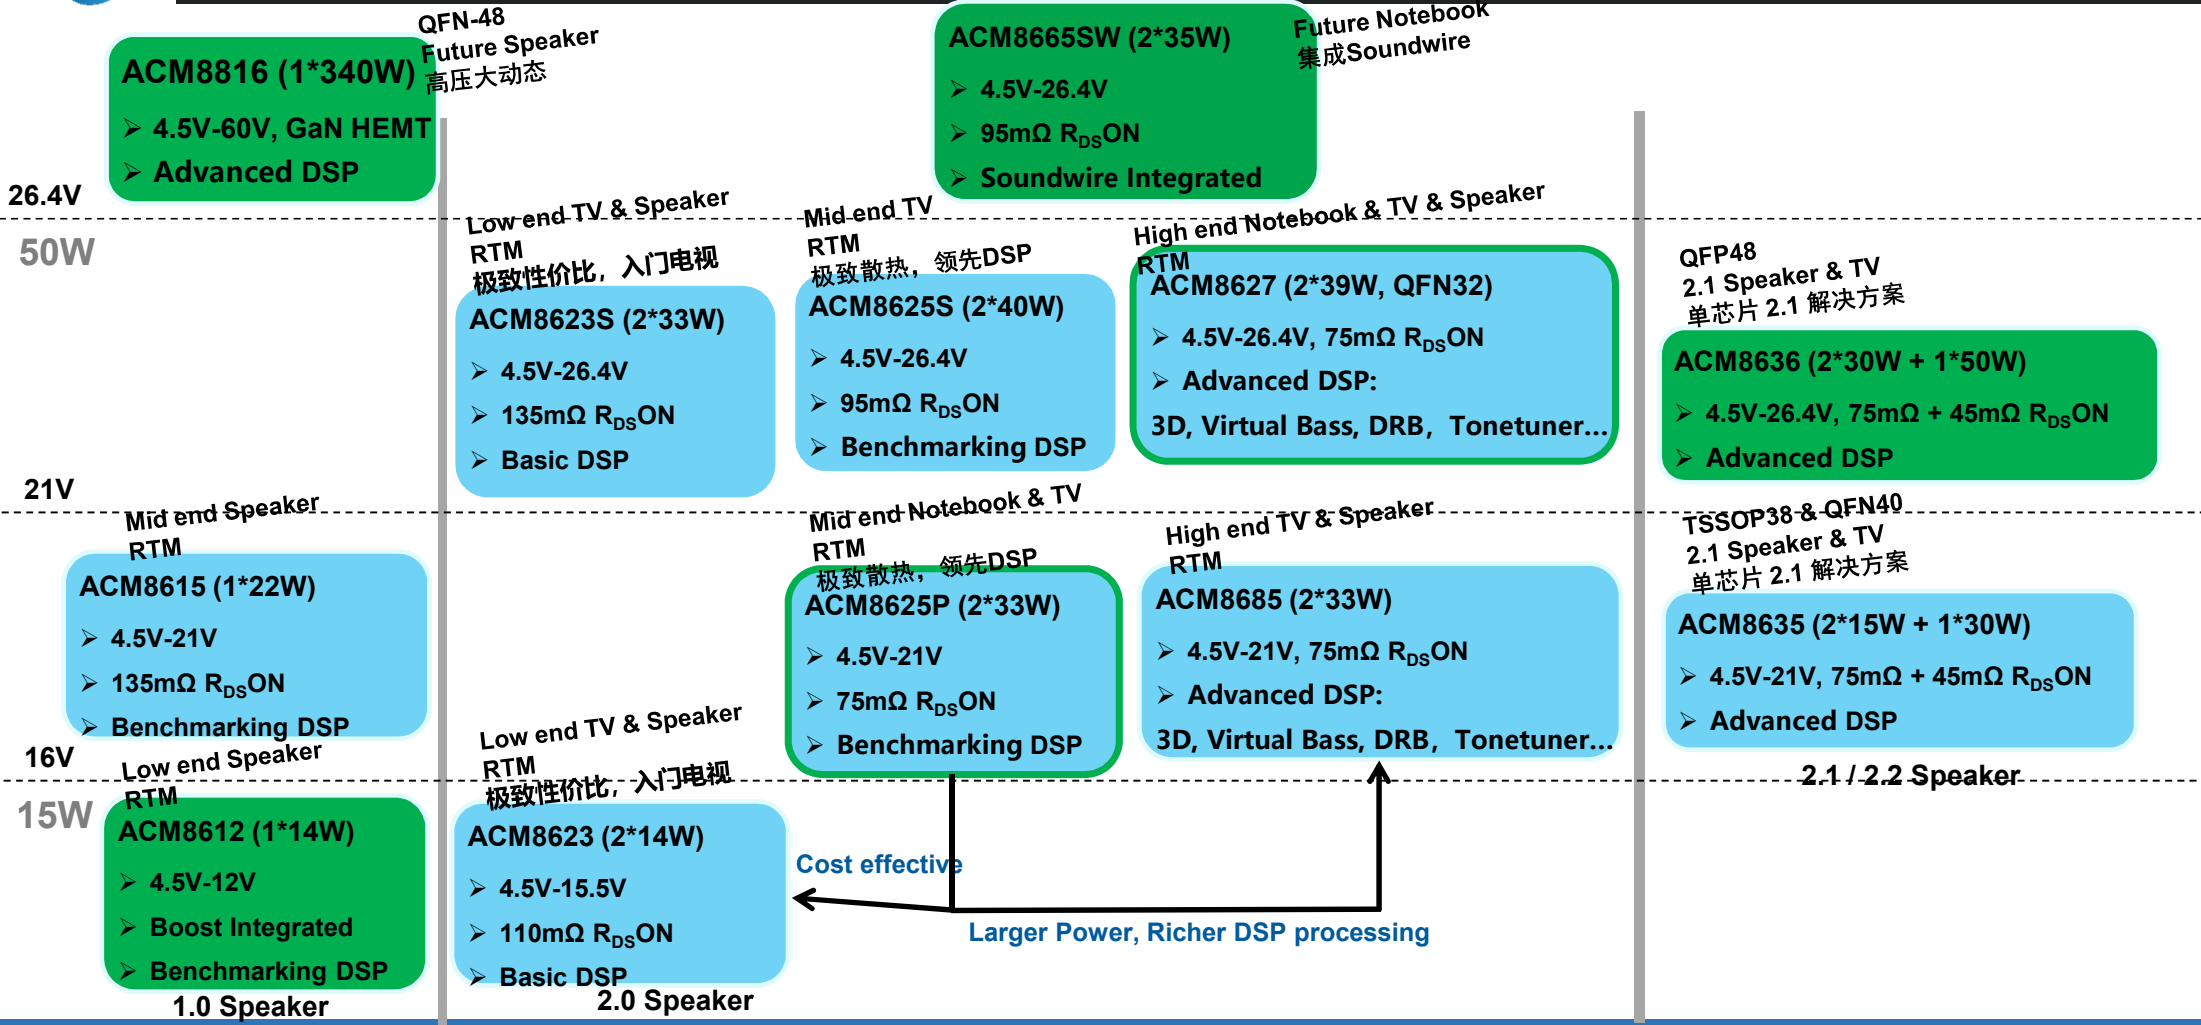 QFN-48
Future Speaker
高压大动态
ACM8816 (1*340W)
➢ 4.5V-60V, GaN HEMT
➢ Advanced DSP
Future Notebook
集成Soundwire
ACM8665SW (2*35W)
➢ 4.5V-26.4V
➢ 95mΩ RDSON
➢ Soundwire Integrated
26.4V
50W
Low end TV & Speaker
RTM
极致性价比，入门电视
ACM8623S (2*33W)
➢ 4.5V-26.4V
➢ 135mΩ RDSON
➢ Basic DSP
Mid end TV
RTM
极致散热，领先DSP
ACM8625S (2*40W)
➢ 4.5V-26.4V
➢ 95mΩ RDSON
➢ Benchmarking DSP
High end Notebook & TV & Speaker
RTM
ACM8627 (2*39W, QFN32)
➢ 4.5V-26.4V, 75mΩ RDSON
➢ Advanced DSP:
3D, Virtual Bass, DRB，Tonetuner...
QFP48
2.1 Speaker & TV
单芯片 2.1 解决方案
ACM8636 (2*30W + 1*50W)
➢ 4.5V-26.4V, 75mΩ + 45mΩ RDSON
➢ Advanced DSP
21V
Mid end Speaker
RTM
ACM8615 (1*22W)
➢ 4.5V-21V
➢ 135mΩ RDSON
➢ Benchmarking DSP
Mid end Notebook & TV
RTM
极致散热，领先DSP
ACM8625P (2*33W)
➢ 4.5V-21V
➢ 75mΩ RDSON
➢ Benchmarking DSP
High end TV & Speaker
RTM
ACM8685 (2*33W)
➢ 4.5V-21V, 75mΩ RDSON
➢ Advanced DSP:
3D, Virtual Bass, DRB，Tonetuner...
TSSOP38 & QFN40
2.1 Speaker & TV
单芯片 2.1 解决方案
ACM8635 (2*15W + 1*30W)
➢ 4.5V-21V, 75mΩ + 45mΩ RDSON
➢ Advanced DSP
2.1 / 2.2 Speaker
16V
15W
Low end Speaker
RTM
ACM8612 (1*14W)
➢ 4.5V-12V
➢ Boost Integrated
➢ Benchmarking DSP
1.0 Speaker
Low end TV & Speaker
RTM
极致性价比，入门电视
ACM8623 (2*14W)
➢ 4.5V-15.5V
➢ 110mΩ RDSON
➢ Basic DSP
2.0 Speaker
Cost effective
Larger Power, Richer DSP processing